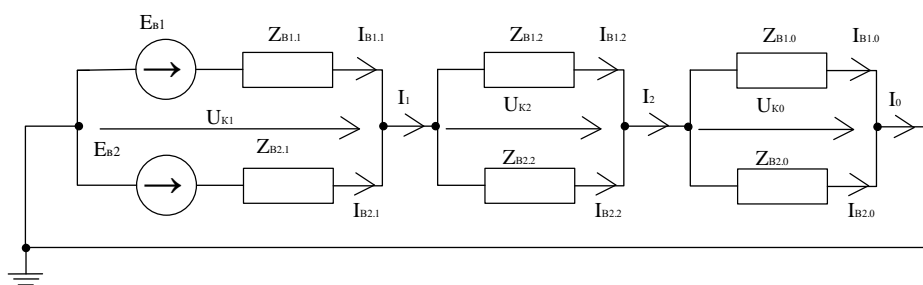 Eв1 Zв1.1 Iв1.1 Zв1.2 Iв1.2 Zв1.0 Iв1.0
Uк1 I1 Uк2 I2 Uк0 I0
Eв2 Zв2.1 Zв2.2 Zв2.0
Iв2.1 Iв2.2 Iв2.0